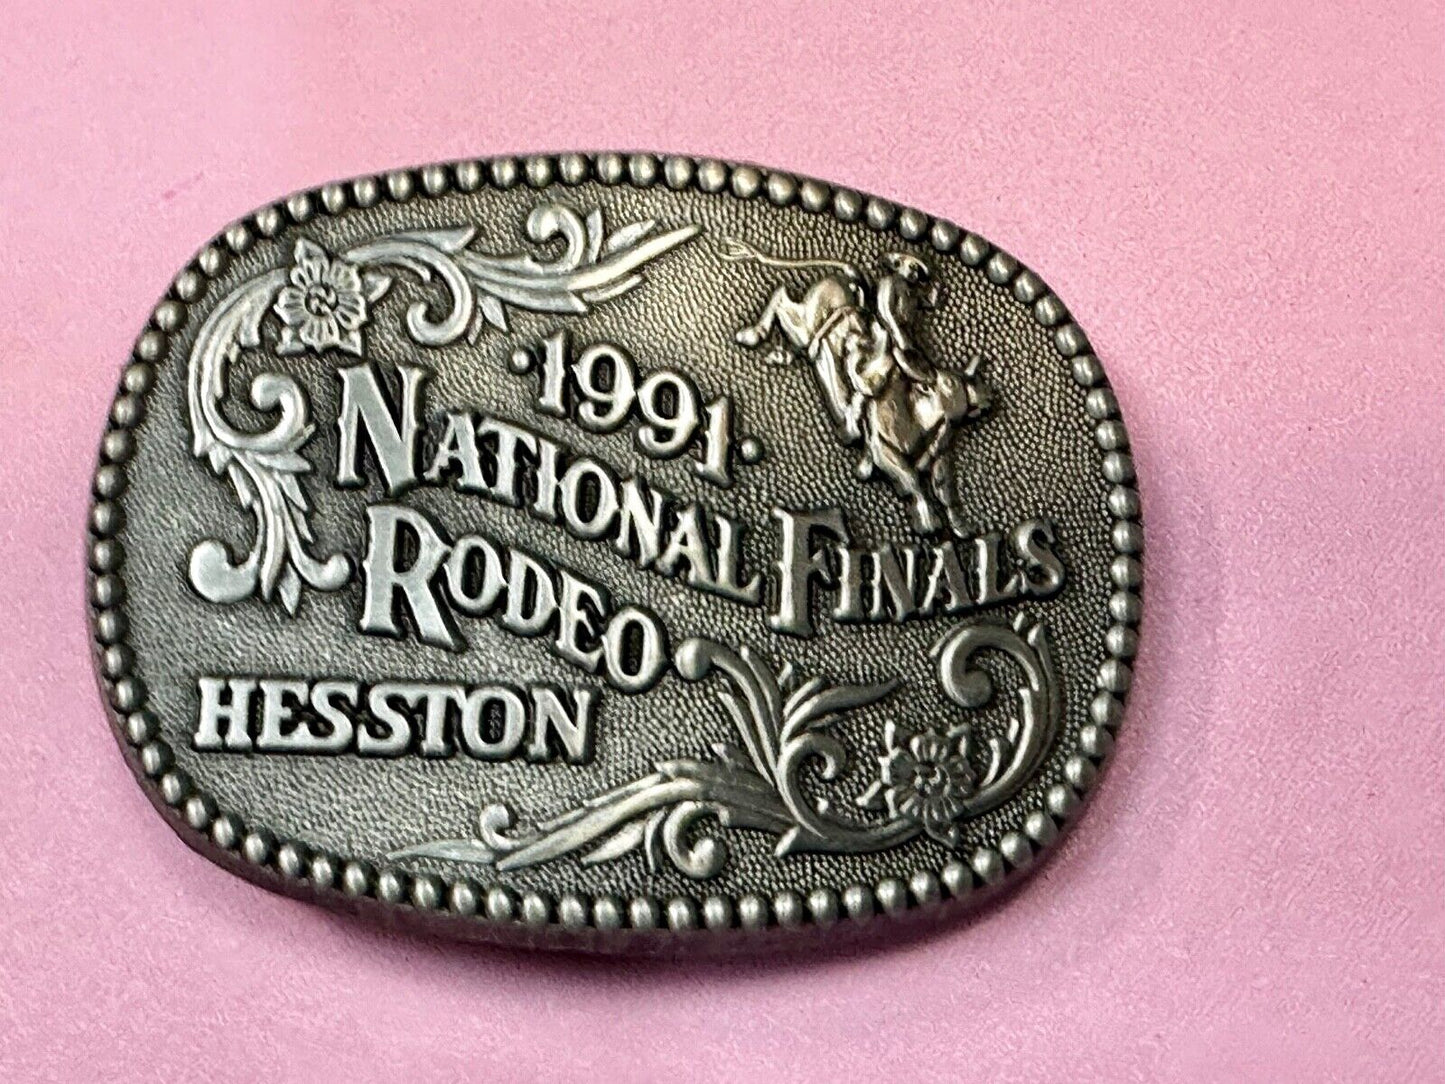 ·1991·
NATIONAL FINALS
RODEO
HESSTON